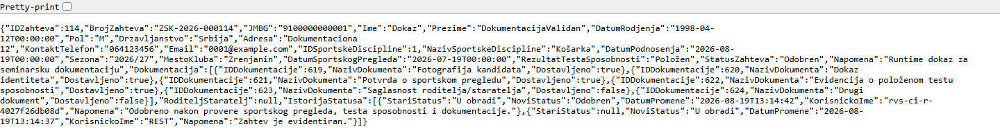 Pretty-print
{"IDZahteva":114,"BrojZahteva":"ZSK-2026-000114","JMBG":"9100000000001","Ime":"Dokaz","Prezime":"DokumentacijaValidan","DatumRodjenja":"1998-04-
12T00:00:00","Pol":"M","Drzavljanstvo":"Srbija","Adresa":"Dokumentaciona
12","KontaktTelefon":"064123456","Email":"0001@example.com","IDSportskeDiscipline":1,"NazivSportskeDiscipline":"Košarka","DatumPodnosenja":"2026-08-
19T00:00:00","Sezona":"2026/27","MestoKluba":"Zrenjanin","DatumSportskogPregleda":"2026-07-19T00:00:00","RezultatTestaSposobnosti":"Položen","StatusZahteva":"Odobren","Napomena":"Runtime dokaz za
seminarsku dokumentaciju","Dokumentacija":[{"IDDokumentacije":619,"NazivDokumenta":"Fotografija kandidata","Dostavljeno":true},{"IDDokumentacije":620,"NazivDokumenta":"Dokaz
identiteta","Dostavljeno":true},{"IDDokumentacije":621,"NazivDokumenta":"Potvrda o sportskom pregledu","Dostavljeno":true},{"IDDokumentacije":622,"NazivDokumenta":"Evidencija o položenom testu
sposobnosti","Dostavljeno":true},{"IDDokumentacije":623,"NazivDokumenta":"Saglasnost roditelja/staratelja","Dostavljeno":false},{"IDDokumentacije":624,"NazivDokumenta":"Drugi
dokument","Dostavljeno":false}],"RoditeljStaratelj":null,"IstorijaStatusa":[{"StariStatus":"U obradi","NoviStatus":"Odobren","DatumPromene":"2026-08-19T13:14:42","KorisnickoIme":"rvs-ci-r-
4027f26db08d","Napomena":"Odobreno nakon provere sportskog pregleda, testa sposobnosti i dokumentacije."},{"StariStatus":null,"NoviStatus":"U obradi","DatumPromene":"2026-08-
19T13:14:37","KorisnickoIme":"REST","Napomena":"Zahtev je evidentiran."}]}